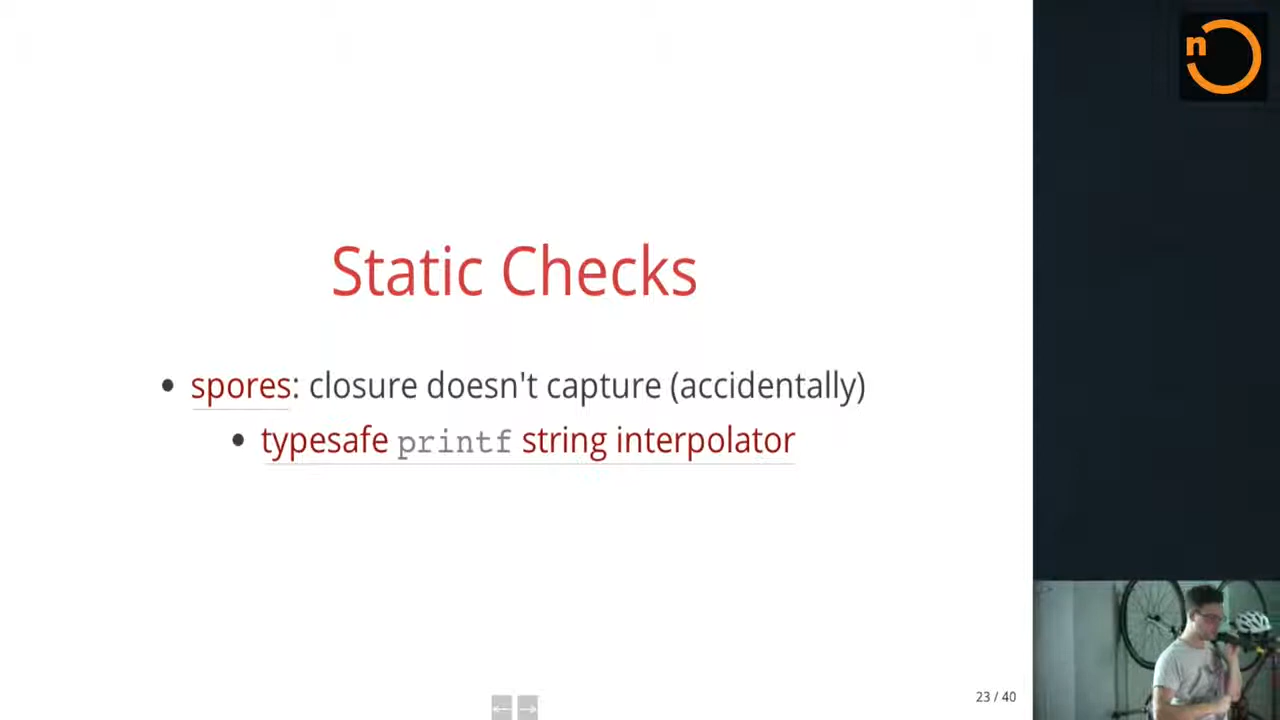 n
Static Checks
• spores: closure doesn't capture (accidentally)
• typesafe printf string interpolator
23 / 40